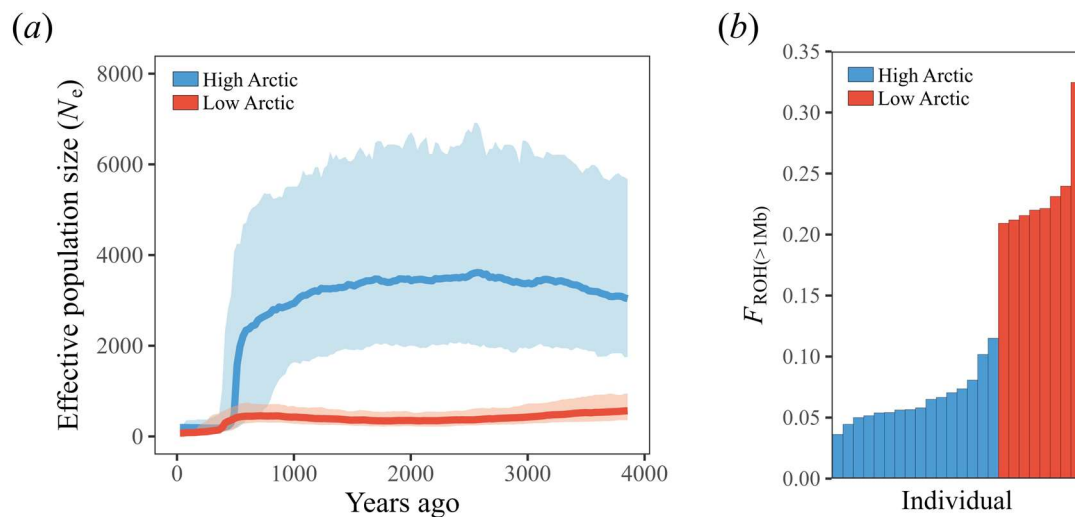 (a)
8000
6000
4000
2000
0
Effective population size (Ne)
High Arctic
Low Arctic
0 1000 2000 3000 4000
Years ago
(b)
0.35
0.30
0.25
0.20
0.15
0.10
0.05
0.00
FROH(>1Mb)
High Arctic
Low Arctic
Individual